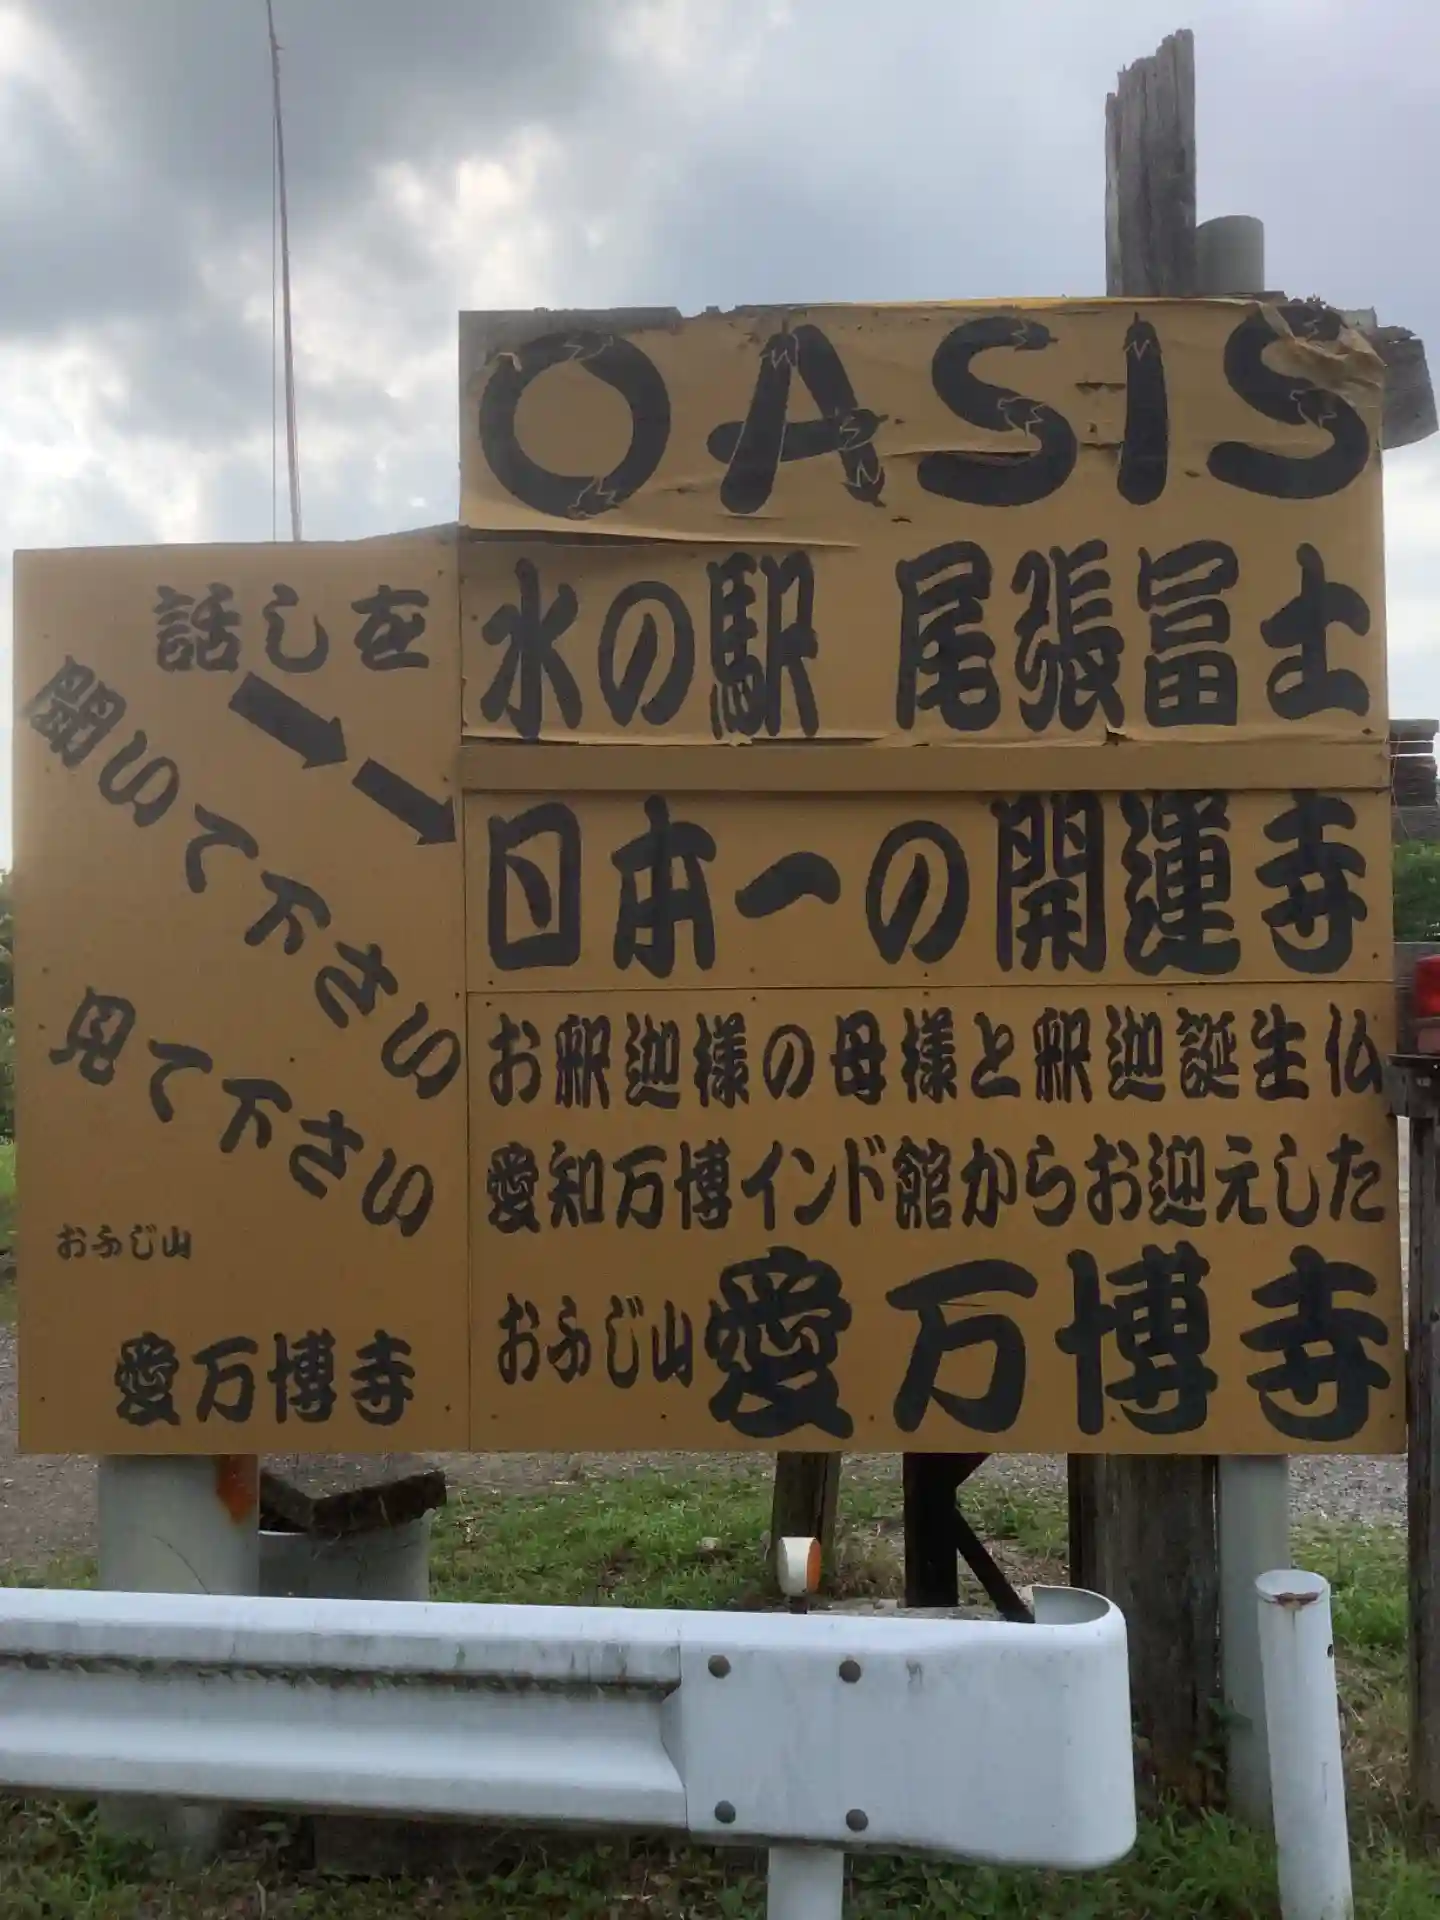 OASIS
水の駅 尾張冨士
日本一の開運寺
お釈迦様の母様と釈迦誕生仏
愛知万博インド館からお迎えした
おふじ山愛万博寺
話しを
聞いて下さい
見て下さい
おふじ山
愛万博寺